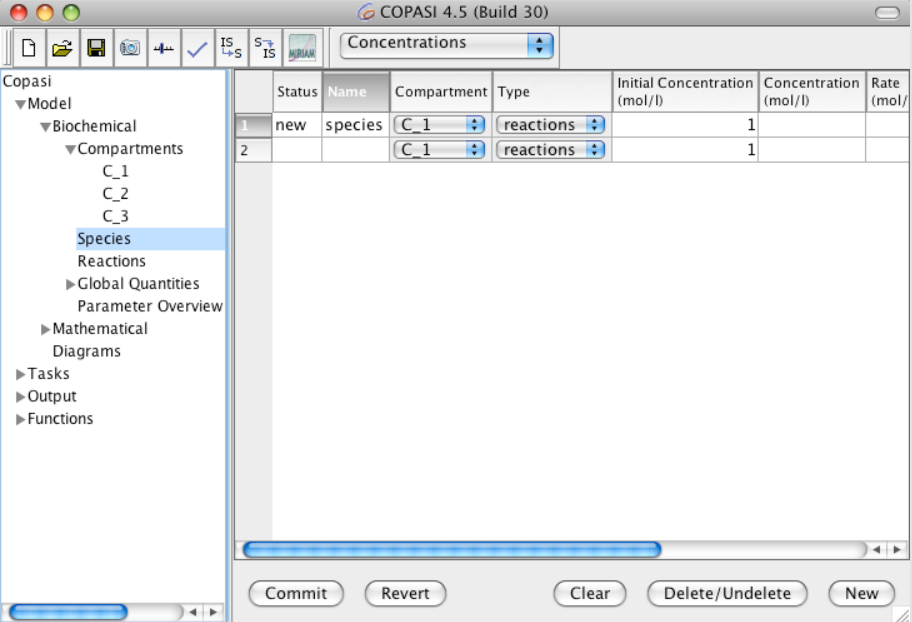 COPASI 4.5 (Build 30)
IS S
S IS
MIRIAM
Concentrations
Copasi
Model
Biochemical
Compartments
C_1
C_2
C_3
Species
Reactions
Global Quantities
Parameter Overview
Mathematical
Diagrams
Tasks
Output
Functions
Status Name Compartment Type Initial Concentration (mol/l) Concentration (mol/l) Rate (mol/
1 new species C_1 reactions 1
2 C_1 reactions 1
Commit Revert Clear Delete/Undelete New